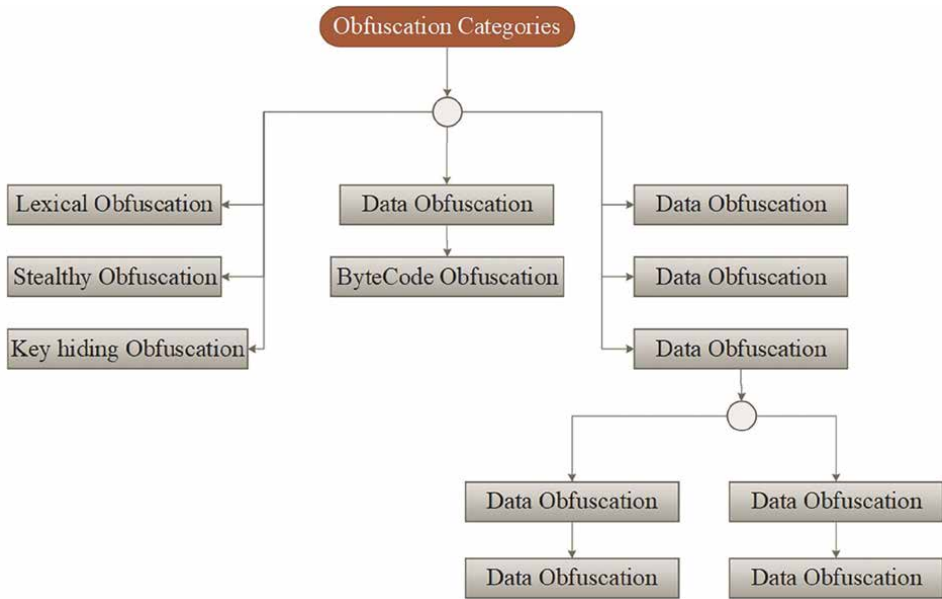 Obfuscation Categories
Lexical Obfuscation
Data Obfuscation
Data Obfuscation
Stealthy Obfuscation
ByteCode Obfuscation
Data Obfuscation
Key hiding Obfuscation
Data Obfuscation
Data Obfuscation
Data Obfuscation
Data Obfuscation
Data Obfuscation